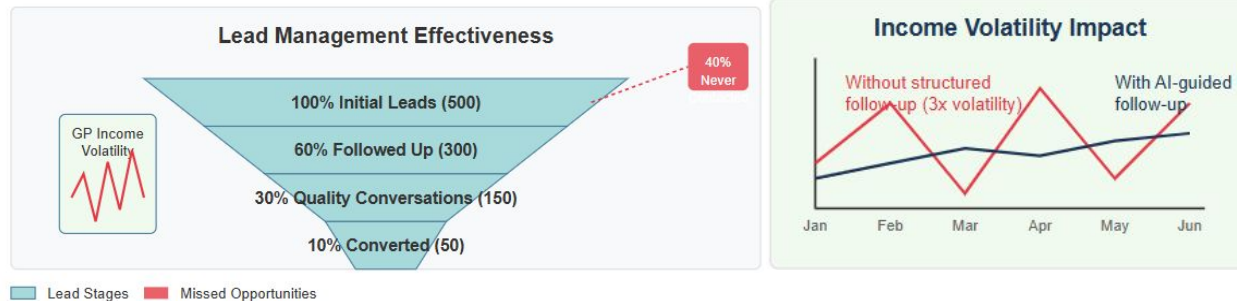 Lead Management Effectiveness
40%
Never
100% Initial Leads (500)
60% Followed Up (300)
30% Quality Conversations (150)
10% Converted (50)
GP Income
Volatility
Lead Stages
Missed Opportunities
Income Volatility Impact
Without structured
follow-up (3x volatility)
With AI-guided
follow-up
Jan Feb Mar Apr May Jun